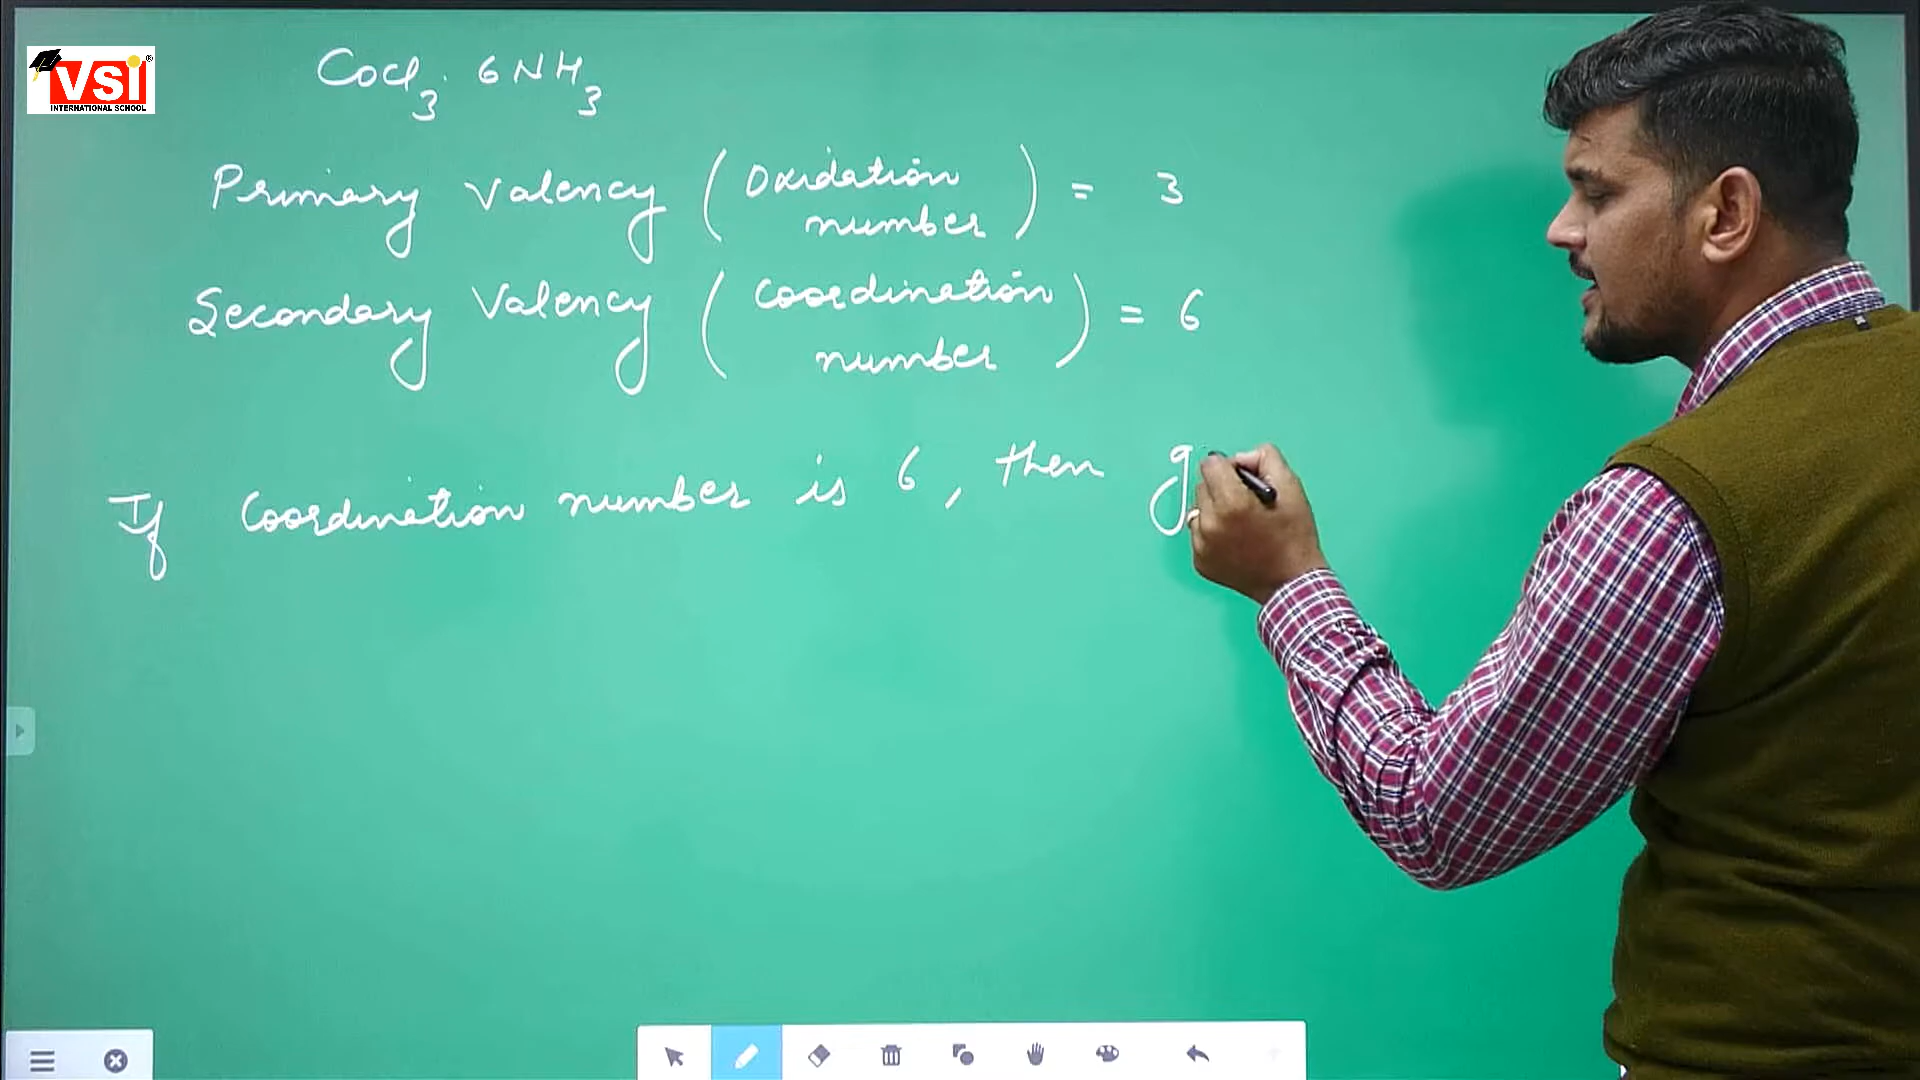 VSI
INTERNATIONAL SCHOOL
CoCl3 . 6NH3
Primary Valency (Oxidation number) = 3
Secondary Valency (Coordination number) = 6
If Coordination number is 6, then g